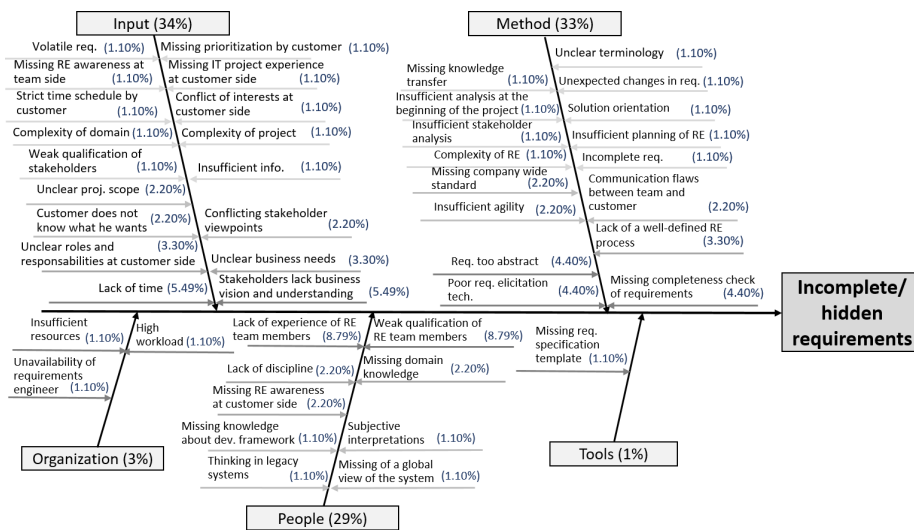 Input (34%)
Method (33%)
Volatile req. (1.10%)
Missing prioritization by customer (1.10%)
Missing RE awareness at
team side (1.10%)
Missing IT project experience
at customer side (1.10%)
Strict time schedule by
customer (1.10%)
Conflict of interests at
customer side (1.10%)
Complexity of domain (1.10%)
Complexity of project (1.10%)
Weak qualification of
stakeholders (1.10%)
Insufficient info. (1.10%)
Unclear proj. scope (2.20%)
Customer does not
know what he wants (2.20%)
Conflicting stakeholder
viewpoints (2.20%)
Unclear roles and (3.30%)
responsabilities at customer side
Unclear business needs (3.30%)
Lack of time (5.49%)
Stakeholders lack business
vision and understanding (5.49%)
Unclear terminology (1.10%)
Missing knowledge
transfer (1.10%)
Unexpected changes in req. (1.10%)
Insufficient analysis at the
beginning of the project (1.10%)
Solution orientation (1.10%)
Insufficient stakeholder
analysis (1.10%)
Insufficient planning of RE (1.10%)
Complexity of RE (1.10%)
Incomplete req. (1.10%)
Missing company wide
standard (2.20%)
Communication flaws
between team and
customer (2.20%)
Insufficient agility (2.20%)
Lack of a well-defined RE
process (3.30%)
Req. too abstract (4.40%)
Poor req. elicitation
tech. (4.40%)
Missing completeness check
of requirements (4.40%)
Incomplete/
hidden
requirements
Insufficient
resources (1.10%)
High
workload (1.10%)
Unavailability of
requirements
engineer (1.10%)
Organization (3%)
Lack of experience of RE
team members (8.79%)
Weak qualification of
RE team members (8.79%)
Lack of discipline (2.20%)
Missing domain
knowledge (2.20%)
Missing RE awareness
at customer side (2.20%)
Missing knowledge
about dev. framework (1.10%)
Subjective
interpretations (1.10%)
Thinking in legacy
systems (1.10%)
Missing of a global
view of the system (1.10%)
People (29%)
Missing req.
specification
template (1.10%)
Tools (1%)